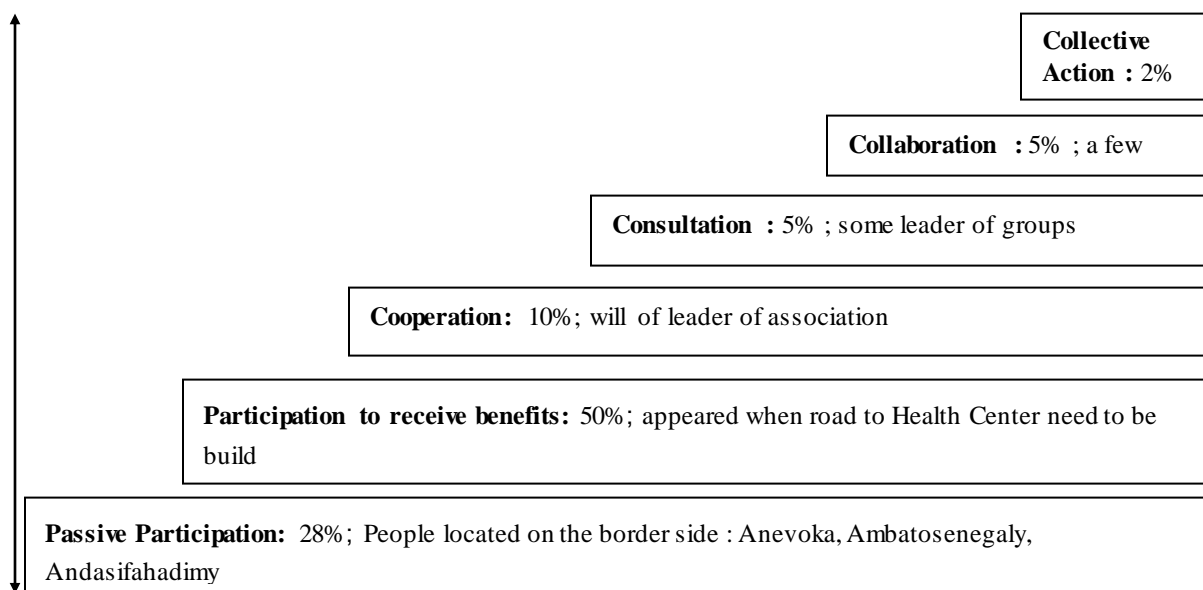 Collective
Action : 2%
Collaboration : 5% ; a few
Consultation : 5% ; some leader of groups
Cooperation: 10%; will of leader of association
Participation to receive benefits: 50%; appeared when road to Health Center need to be
build
Passive Participation: 28%; People located on the border side : Anevoka, Ambatosenegaly,
Andasifahadimy